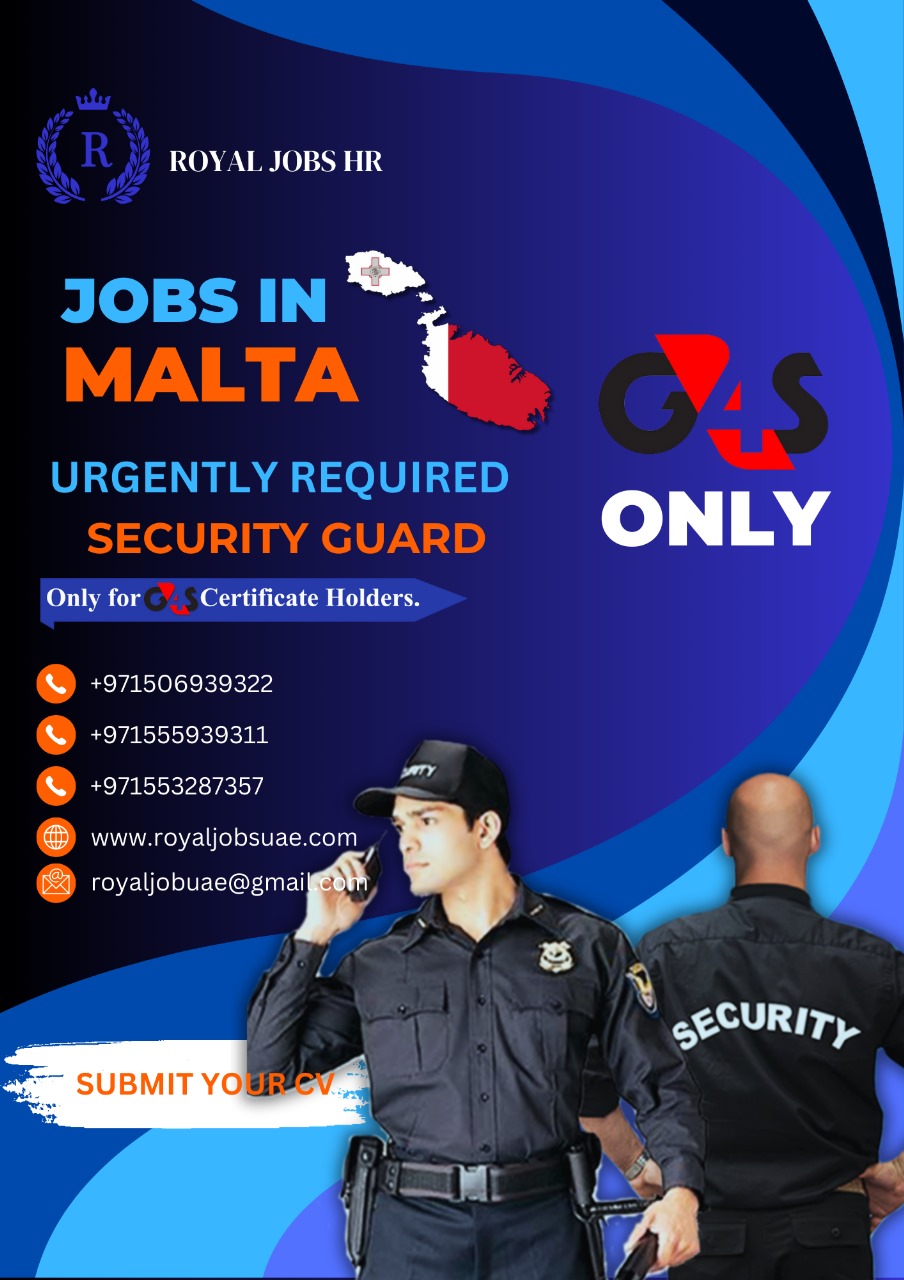 R
ROYAL JOBS HR
JOBS IN
MALTA
G4S
ONLY
URGENTLY REQUIRED
SECURITY GUARD
Only for G4S Certificate Holders.
+971506939322
+971555939311
+971553287357
www.royaljobsuae.com
royaljobuae@gmail.com
SECURITY
SUBMIT YOUR CV